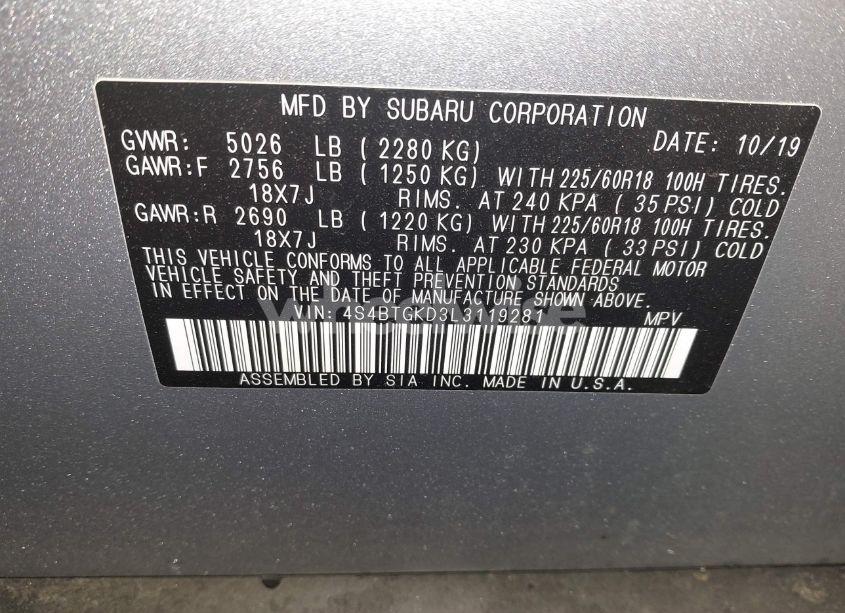 MFD BY SUBARU CORPORATION
DATE: 10/19
GVWR: 5026 LB ( 2280 KG)
GAWR:F 2756 LB ( 1250 KG) WITH 225/60R18 100H TIRES.
18X7J RIMS. AT 240 KPA ( 35 PSI) COLD
GAWR:R 2690 LB ( 1220 KG) WITH 225/60R18 100H TIRES.
18X7J RIMS. AT 230 KPA ( 33 PSI) COLD
THIS VEHICLE CONFORMS TO ALL APPLICABLE FEDERAL MOTOR
VEHICLE SAFETY AND THEFT PREVENTION STANDARDS
IN EFFECT ON THE DATE OF MANUFACTURE SHOWN ABOVE.
VIN: 4S4BTGKD3L3119281 MPV
ASSEMBLED BY SIA INC. MADE IN U.S.A.